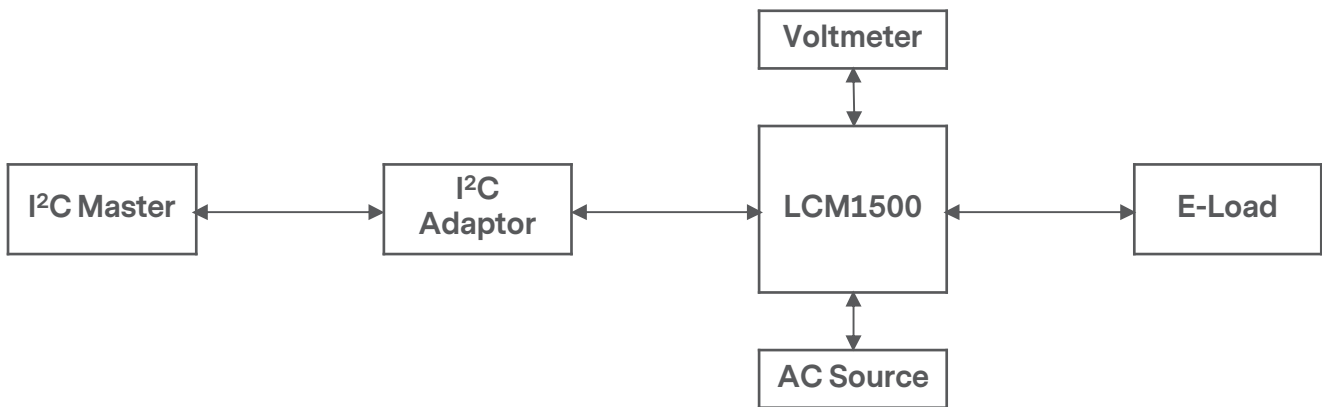 Voltmeter
I²C Master
I²C
Adaptor
LCM1500
E-Load
AC Source